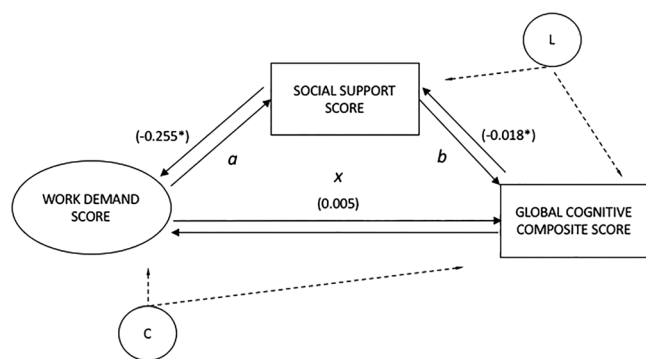 L
SOCIAL SUPPORT
SCORE
(-0.255*)
(-0.018*)
a
b
x
WORK DEMAND
SCORE
(0.005)
GLOBAL COGNITIVE
COMPOSITE SCORE
C